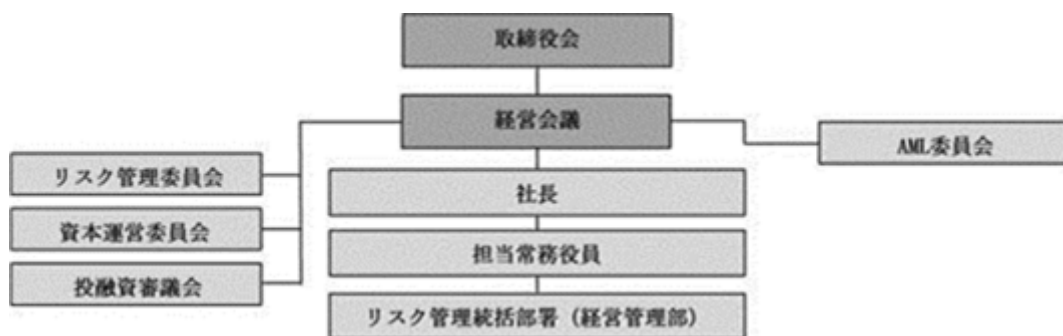 取締役会
経営会議
AML委員会
リスク管理委員会
社長
資本運営委員会
担当常務役員
投融資審議会
リスク管理統括部署（経営管理部）